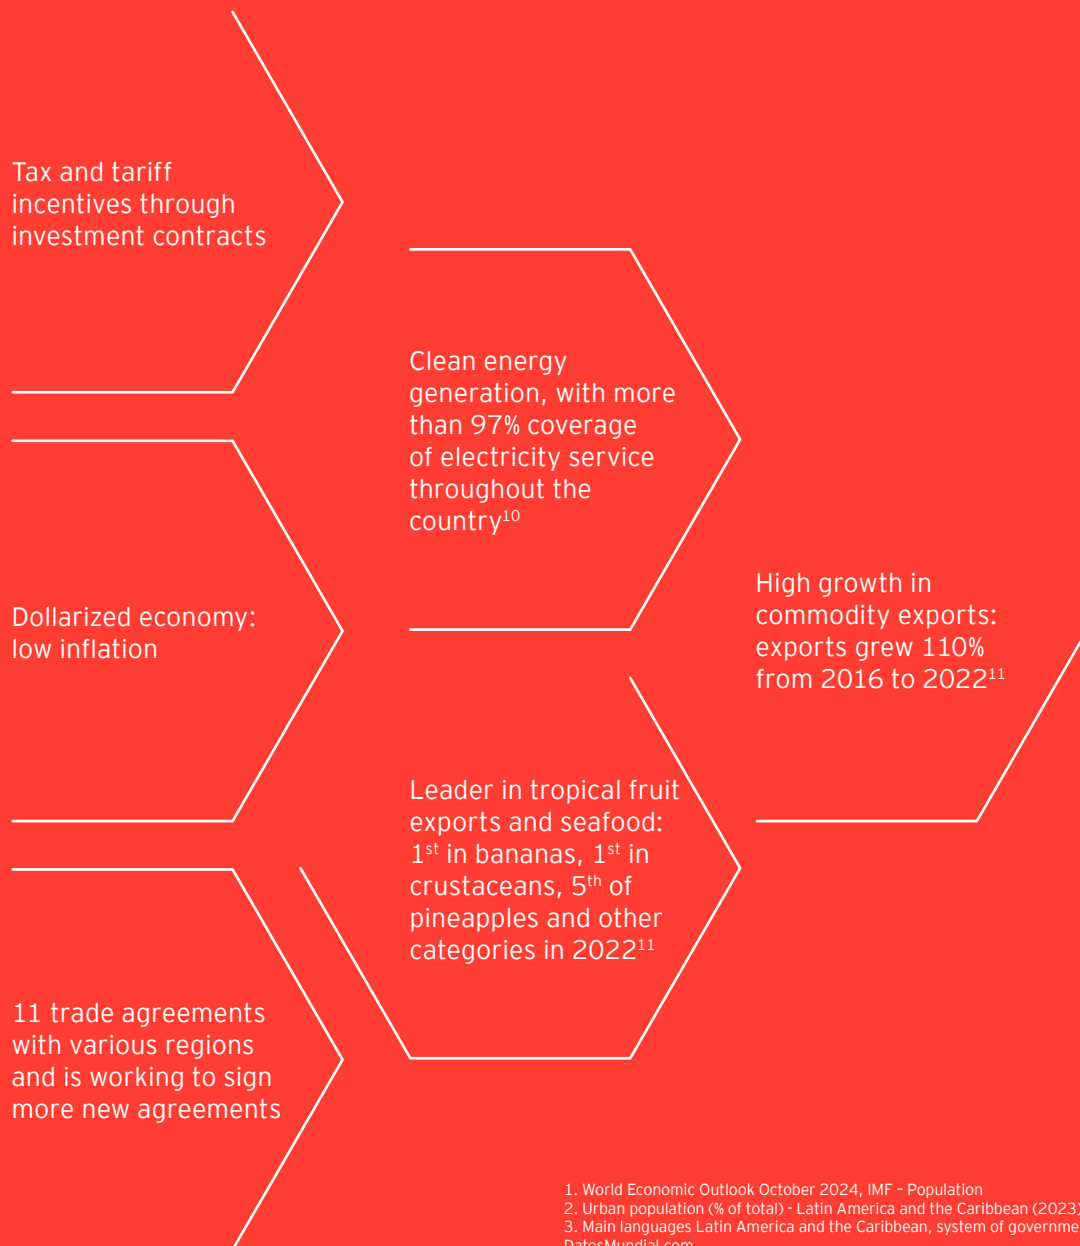 Tax and tariff
incentives through
investment contracts
Dollarized economy:
low inflation
11 trade agreements
with various regions
and is working to sign
more new agreements
Clean energy
generation, with more
than 97% coverage
of electricity service
throughout the
country¹⁰
Leader in tropical fruit
exports and seafood:
1ˢᵗ in bananas, 1ˢᵗ in
crustaceans, 5ᵗʰ of
pineapples and other
categories in 2022¹¹
High growth in
commodity exports:
exports grew 110%
from 2016 to 2022¹¹
1. World Economic Outlook October 2024, IMF – Population
2. Urban population (% of total) - Latin America and the Caribbean (2023)
3. Main languages Latin America and the Caribbean, system of governme
DatosMundial.com